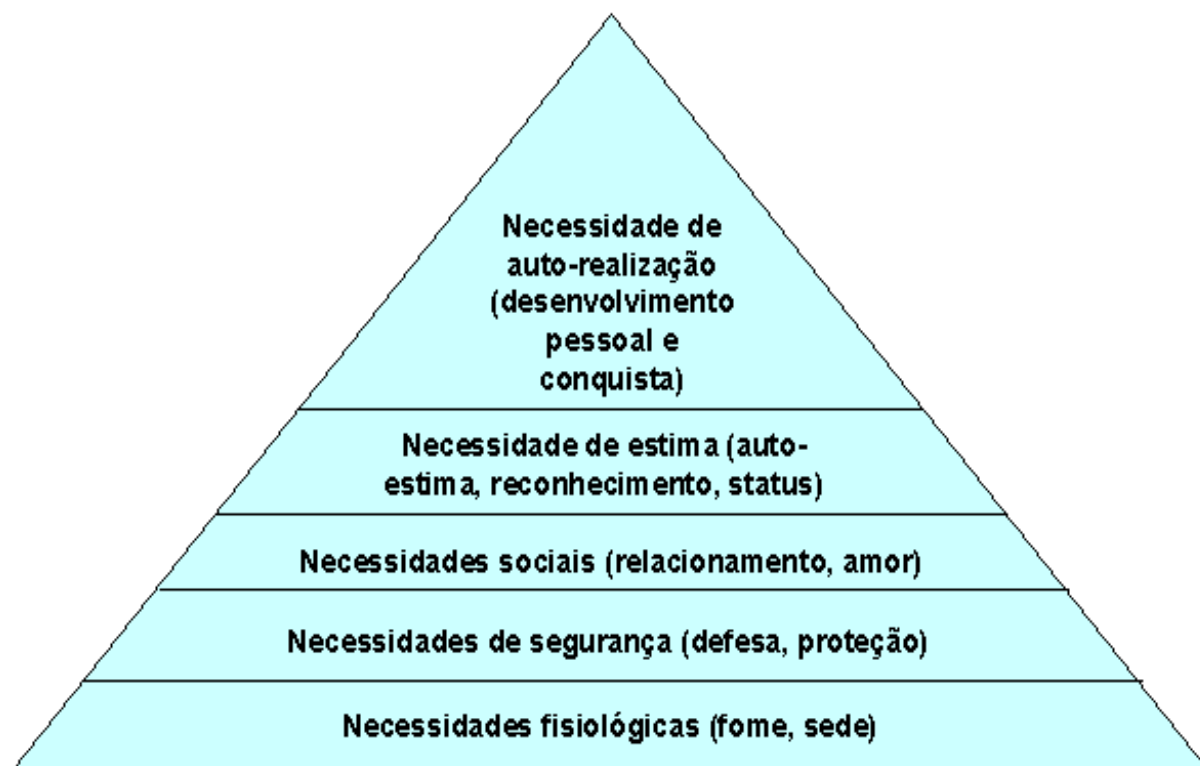 Necessidade de
auto-realização
(desenvolvimento
pessoal e
conquista)
Necessidade de estima (auto-
estima, reconhecimento, status)
Necessidades sociais (relacionamento, amor)
Necessidades de segurança (defesa, proteção)
Necessidades fisiológicas (fome, sede)